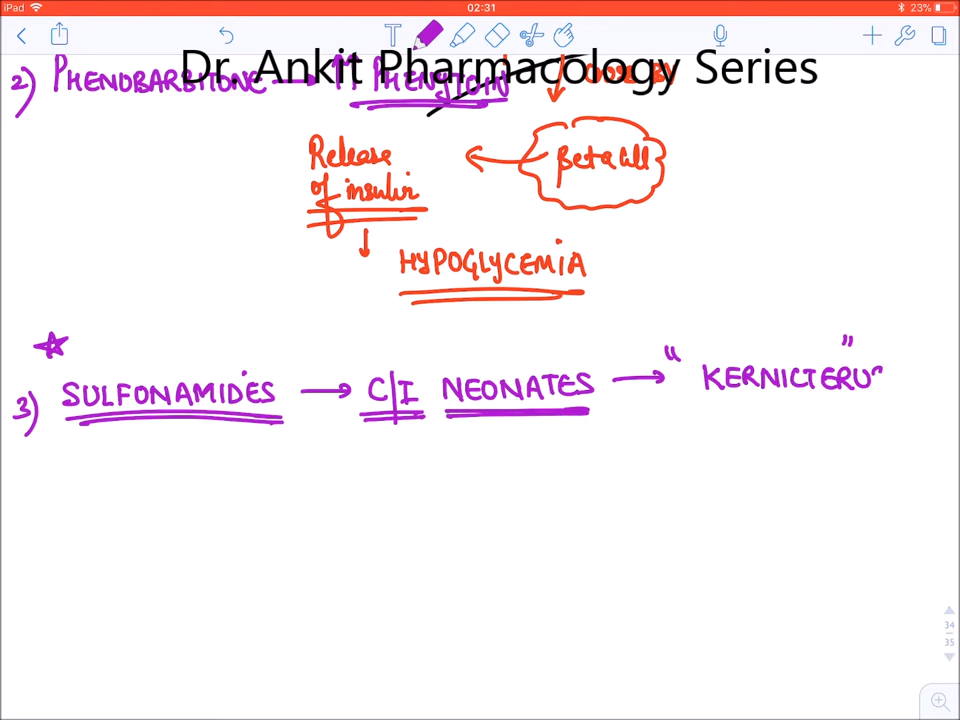 iPad 02:31 23%
T
Dr. Ankit Pharmacology Series
2) PHENOBARBITONE → ↑↑ PHENYTOIN
Release Beta Cell
of insulin
HYPOGLYCEMIA
3) SULFONAMIDES → C/I NEONATES → " KERNICTERU "
34
35